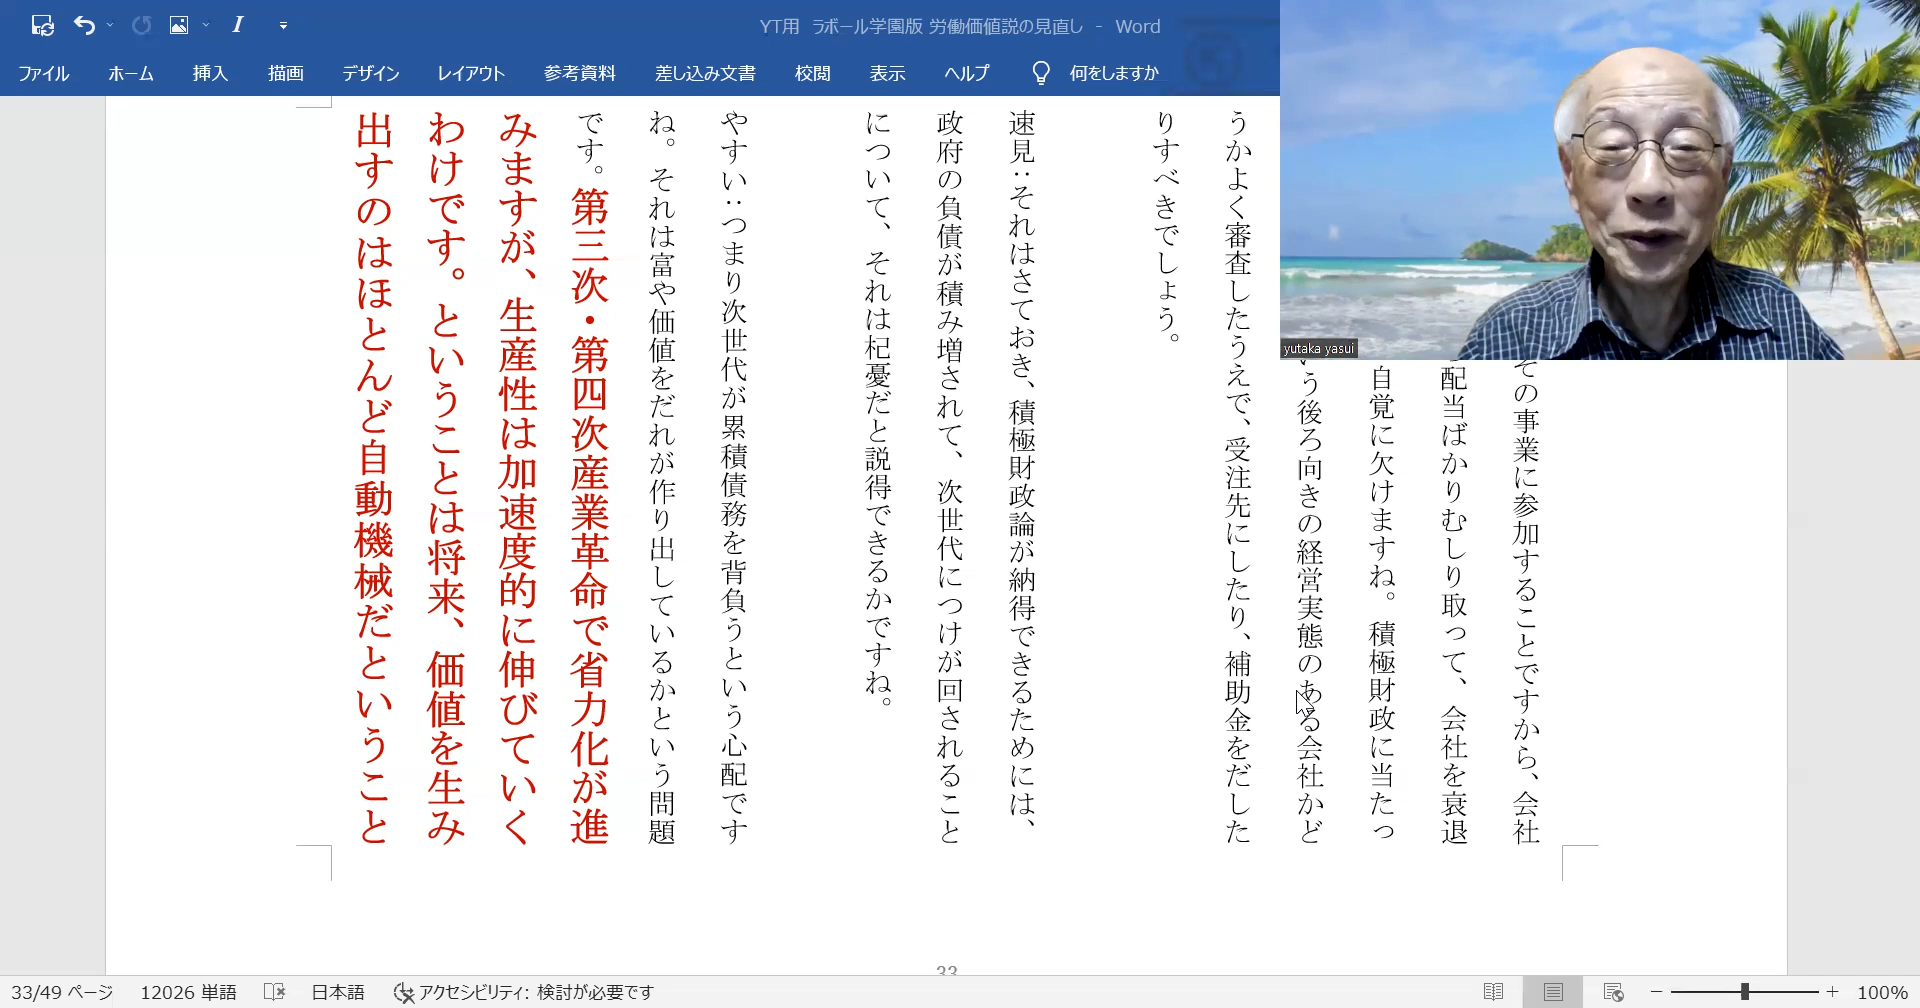 YT用 ラボール学園版 労働価値説の見直し - Word
ファイル ホーム 挿入 描画 デザイン レイアウト 参考資料 差し込み文書 校閲 表示 ヘルプ 何をしますか
yutaka yasui
その事業に参加することですから、会社
配当ばかりむしり取って、会社を衰退
自覚に欠けますね。積極財政に当たっ
う後ろ向きの経営実態のある会社かど
うかよく審査したうえで、受注先にしたり、補助金をだした
りすべきでしょう。
速見：それはさておき、積極財政論が納得できるためには、
政府の負債が積み増されて、次世代につけが回されること
について、それは杞憂だと説得できるかですね。
やすい：つまり次世代が累積債務を背負うという心配です
ね。それは富や価値をだれが作り出しているかという問題
です。第三次・第四次産業革命で省力化が進
みますが、生産性は加速度的に伸びていく
わけです。ということは将来、価値を生み
出すのはほとんど自動機械だということ
33
33/49 ページ 12026 単語 日本語 アクセシビリティ: 検討が必要です 100%